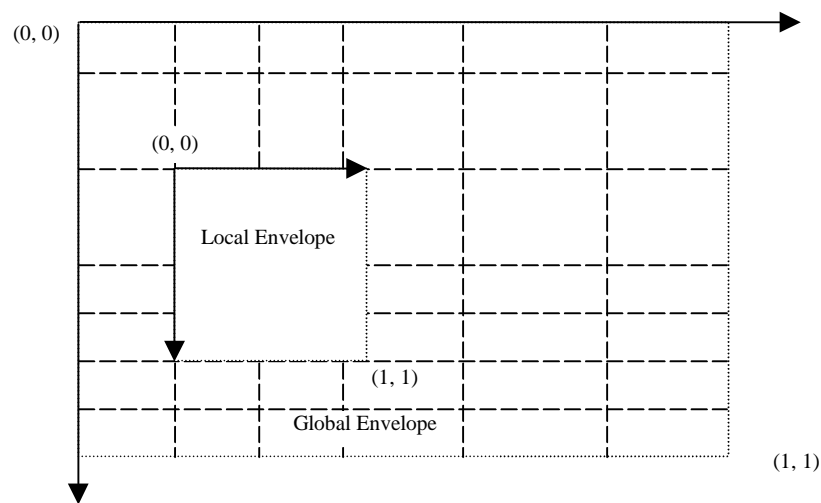 (0, 0)
(0, 0)
Local Envelope
(1, 1)
Global Envelope
(1, 1)